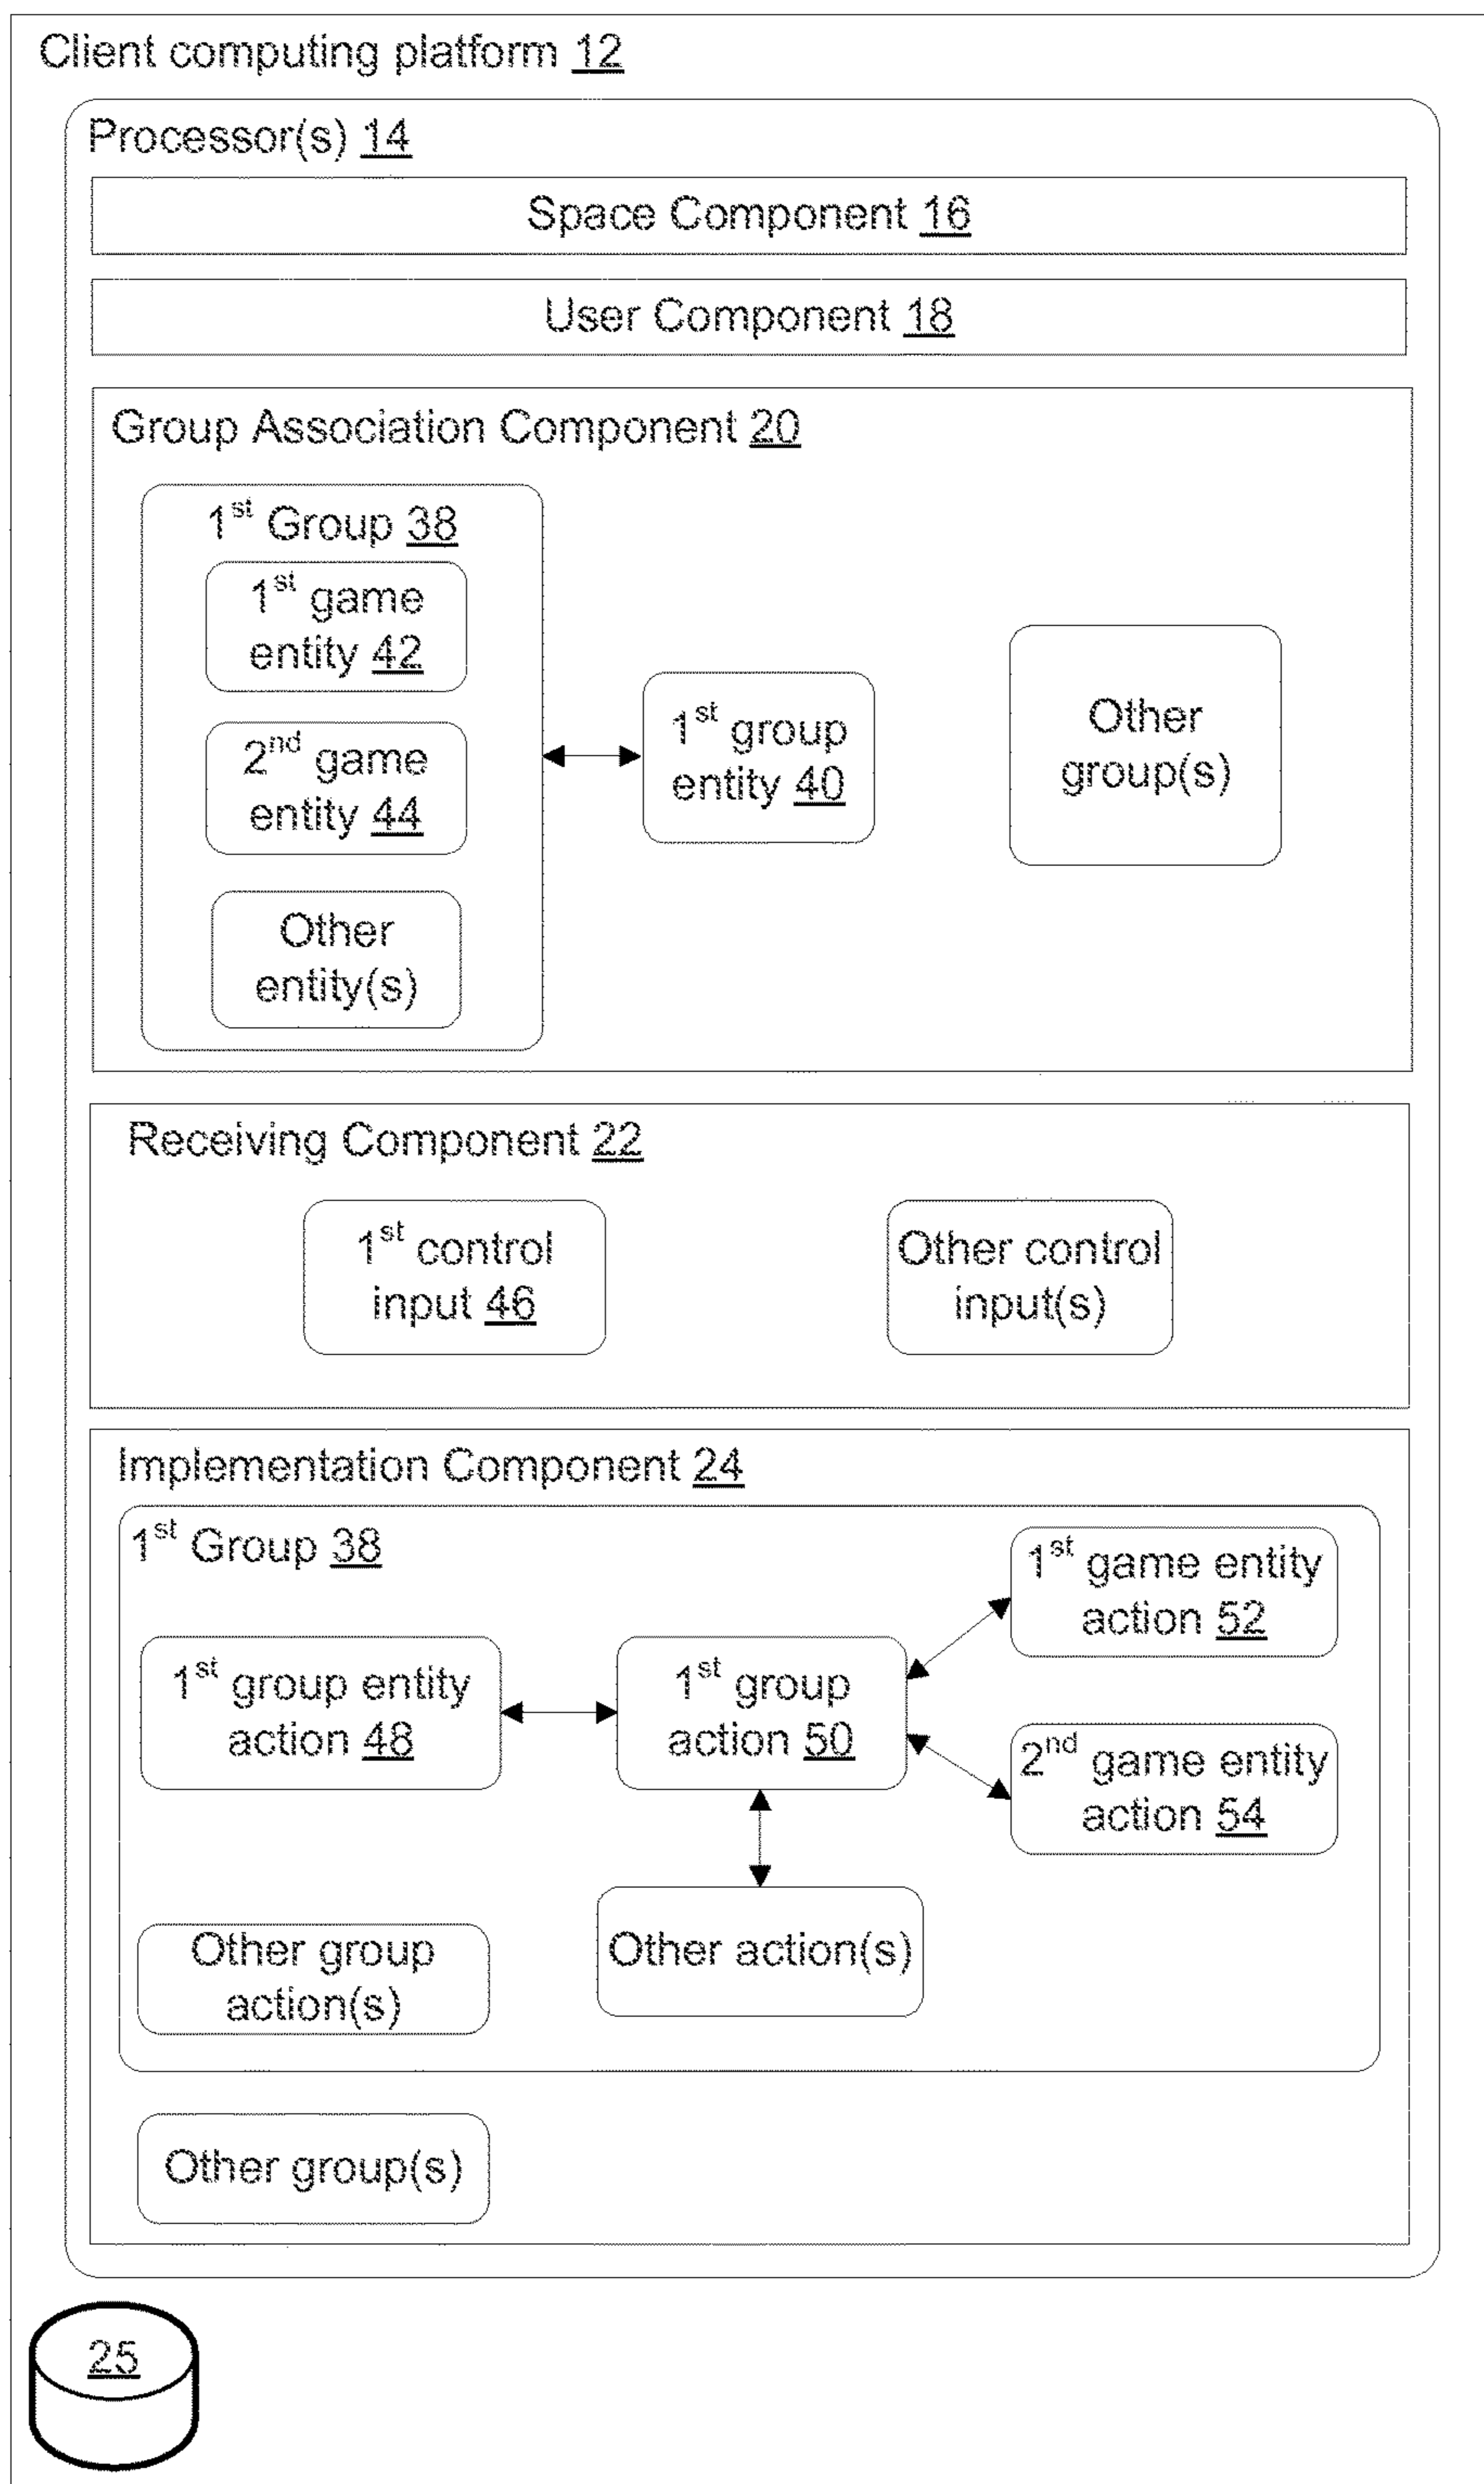 Client computing platform 12
Processor(s) 14
Space Component 16
User Component 18
Group Association Component 20
1st Group 38
1st game
entity 42
2nd game
entity 44
Other
entity(s)
1st group
entity 40
Other
group(s)
Receiving Component 22
1st control
input 46
Other control
input(s)
Implementation Component 24
1st Group 38
1st group entity
action 48
1st group
action 50
1st game entity
action 52
2nd game entity
action 54
Other group
action(s)
Other action(s)
Other group(s)
25